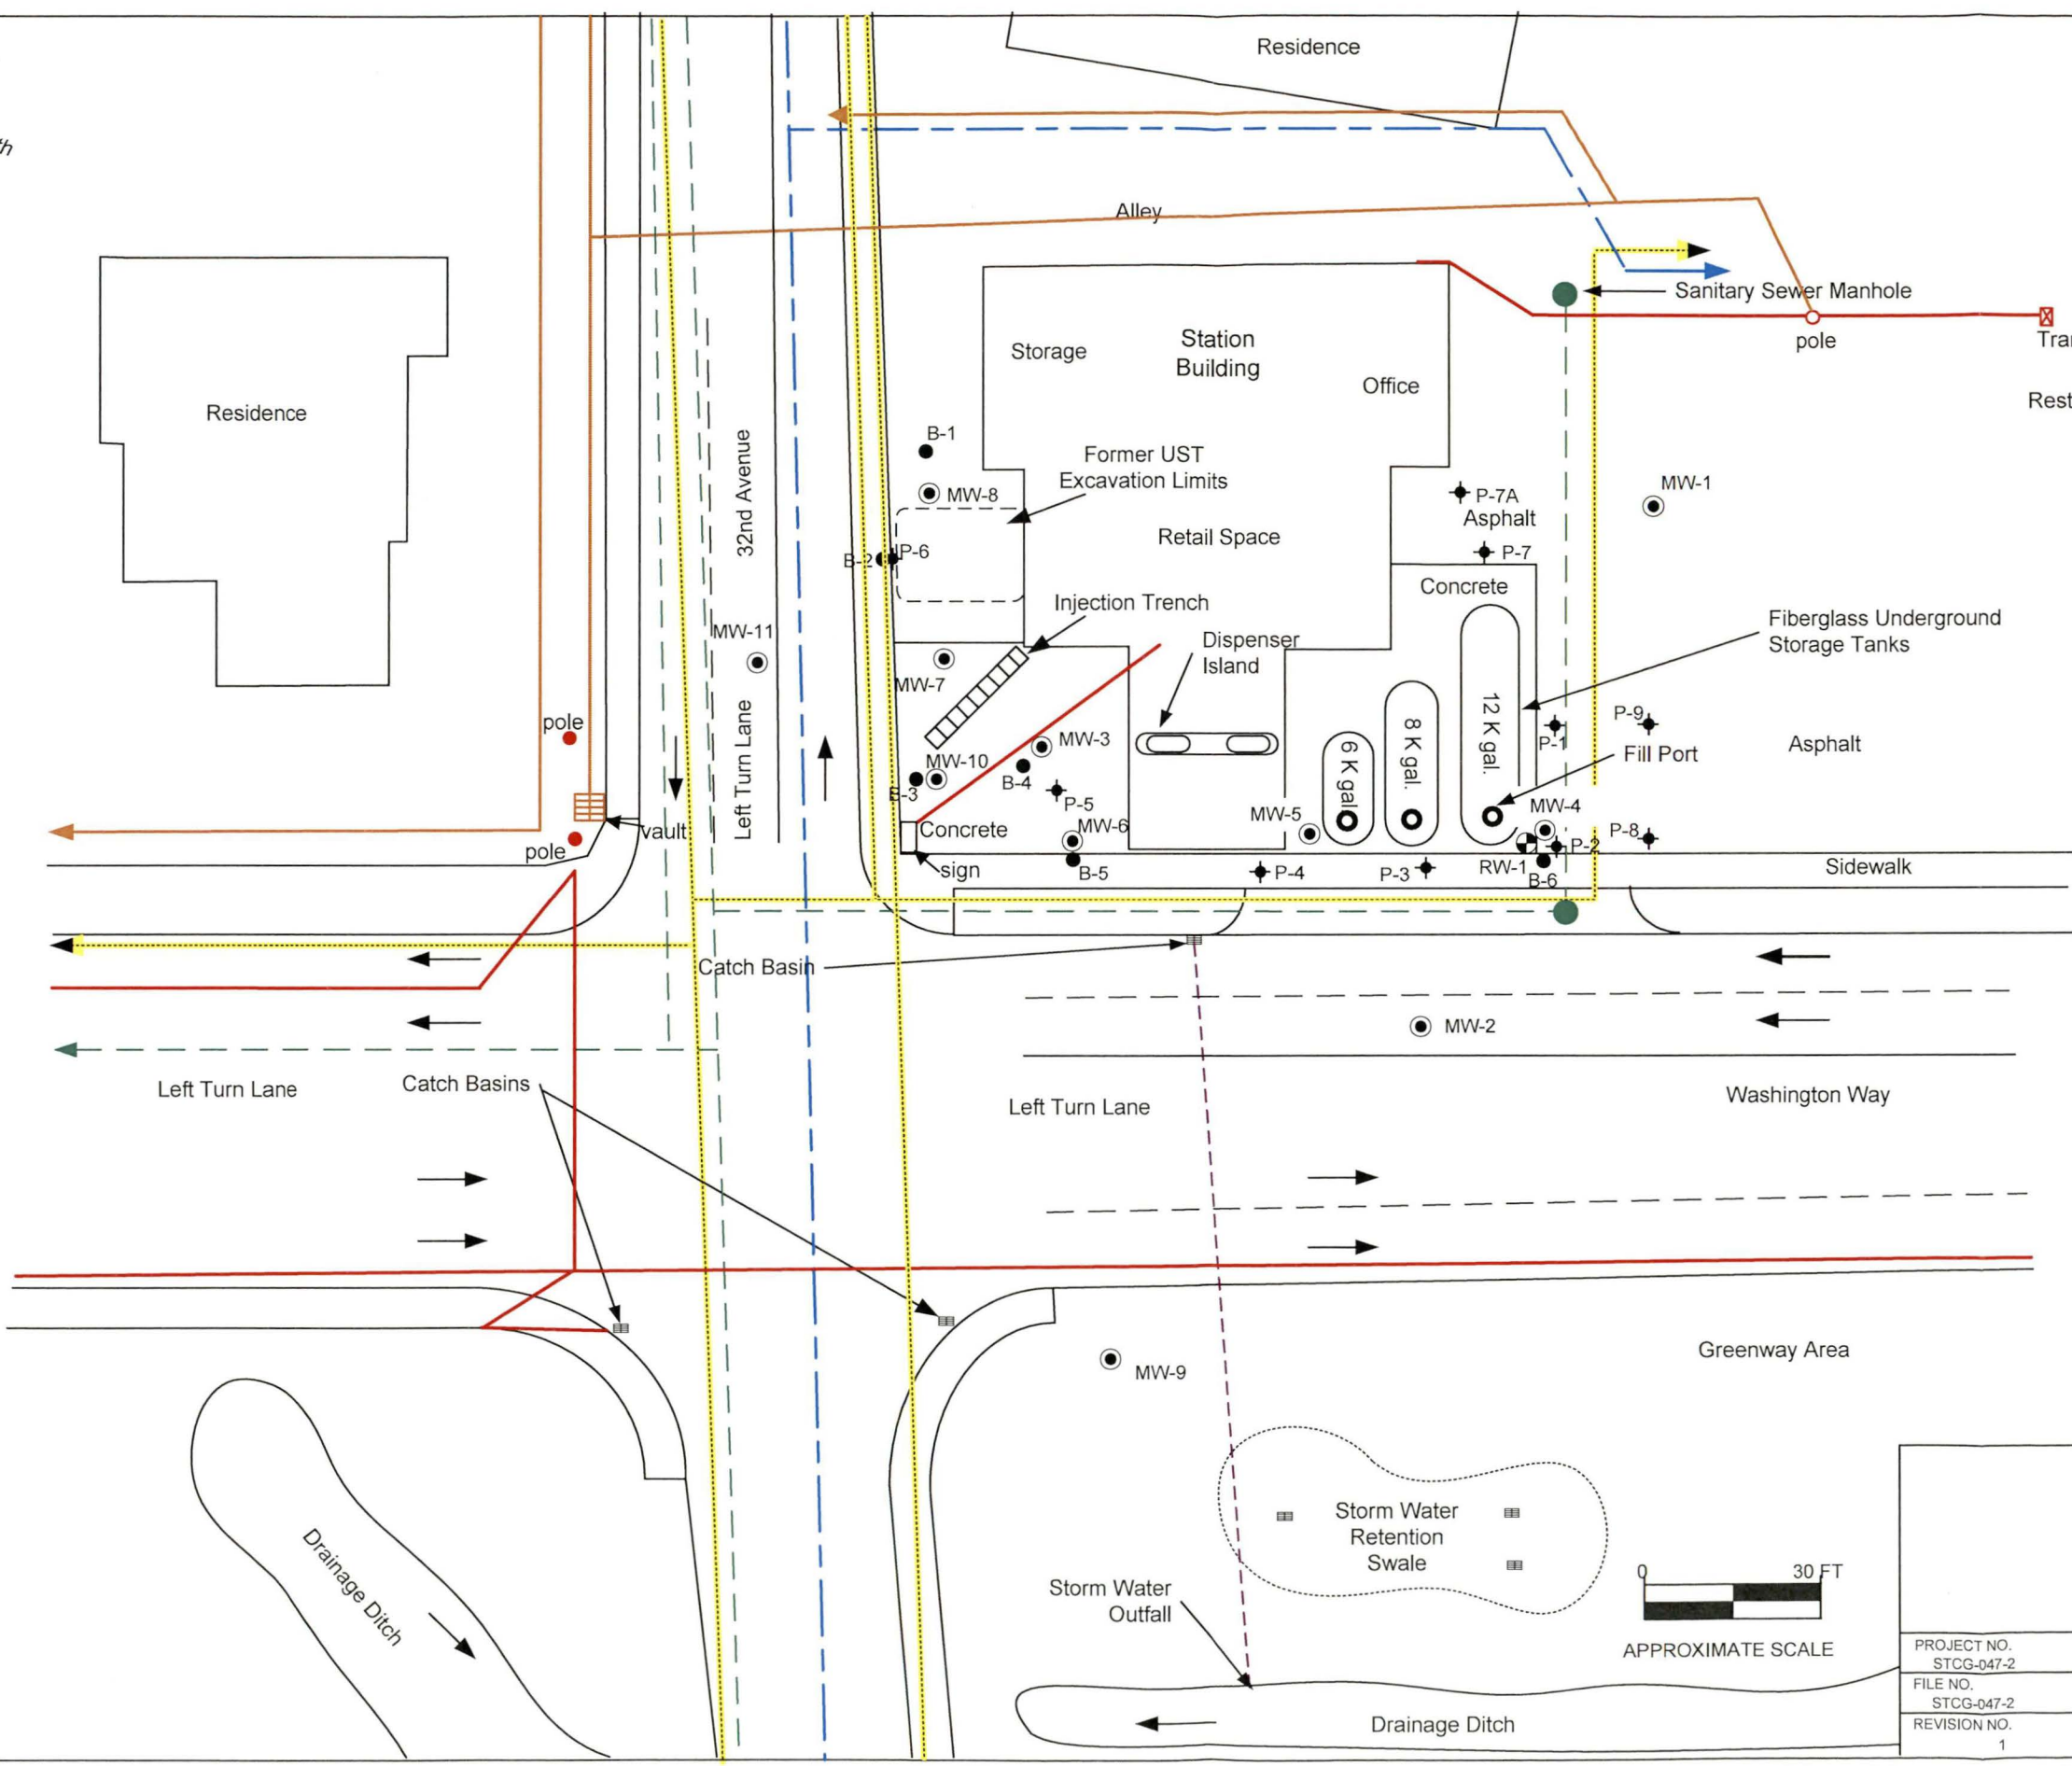 Residence
th
Alley
Sanitary Sewer Manhole
pole
Storage
Station
Building
Office
Residence
32nd Avenue
B-1
MW-8
Former UST
Excavation Limits
P-7A
Asphalt
MW-1
Retail Space
B-2
P-6
P-7
Concrete
Injection Trench
Dispenser
Island
Fiberglass Underground
Storage Tanks
MW-11
MW-7
pole
Left Turn Lane
MW-3
MW-10
B-3
B-4
P-5
6 K gal.
8 K gal.
12 K gal.
P-1
P-9
Asphalt
Fill Port
MW-5
MW-4
vault
pole
Concrete
MW-6
P-2
P-8
sign
B-5
P-4
P-3
RW-1
B-6
Sidewalk
Catch Basin
MW-2
Left Turn Lane
Catch Basins
Left Turn Lane
Washington Way
MW-9
Greenway Area
Drainage Ditch
Storm Water
Retention
Swale
Storm Water
Outfall
0 30 FT
APPROXIMATE SCALE
Drainage Ditch
PROJECT NO.
STCG-047-2
FILE NO.
STCG-047-2
REVISION NO.
1